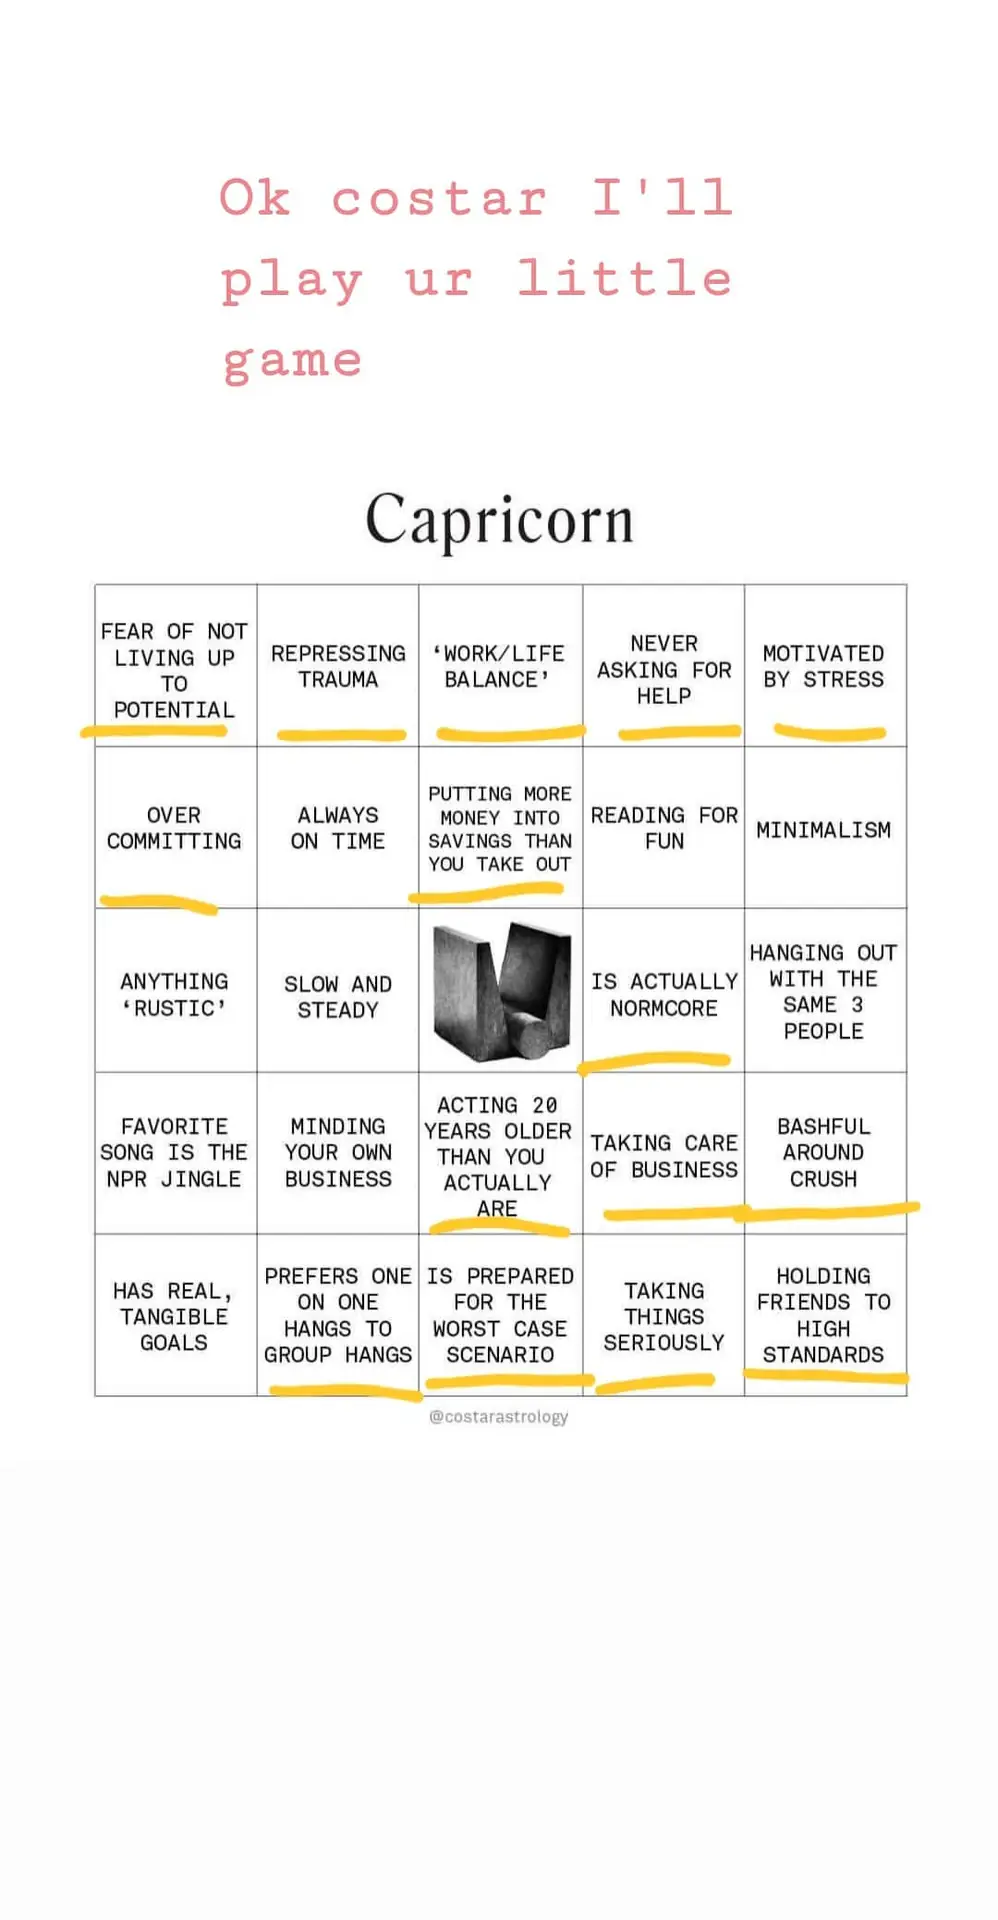 Ok costar I'll
play ur little
game
Capricorn
FEAR OF NOT
LIVING UP
TO
POTENTIAL
REPRESSING
TRAUMA
‘WORK/LIFE
BALANCE’
NEVER
ASKING FOR
HELP
MOTIVATED
BY STRESS
OVER
COMMITTING
ALWAYS
ON TIME
PUTTING MORE
MONEY INTO
SAVINGS THAN
YOU TAKE OUT
READING FOR
FUN
MINIMALISM
ANYTHING
‘RUSTIC’
SLOW AND
STEADY
IS ACTUALLY
NORMCORE
HANGING OUT
WITH THE
SAME 3
PEOPLE
FAVORITE
SONG IS THE
NPR JINGLE
MINDING
YOUR OWN
BUSINESS
ACTING 20
YEARS OLDER
THAN YOU
ACTUALLY
ARE
TAKING CARE
OF BUSINESS
BASHFUL
AROUND
CRUSH
HAS REAL,
TANGIBLE
GOALS
PREFERS ONE
ON ONE
HANGS TO
GROUP HANGS
IS PREPARED
FOR THE
WORST CASE
SCENARIO
TAKING
THINGS
SERIOUSLY
HOLDING
FRIENDS TO
HIGH
STANDARDS
@costarastrology